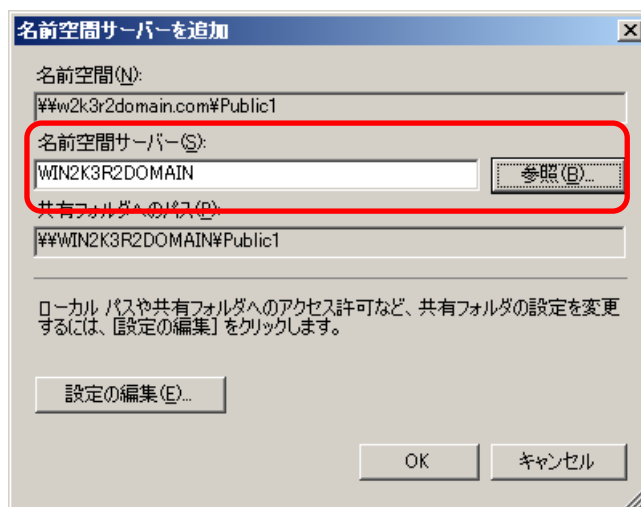 名前空間サーバーを追加
名前空間(N):
¥¥w2k3r2domain.com¥Public1
名前空間サーバー(S):
WIN2K3R2DOMAIN
参照(B)...
共有フォルダへのパス(P):
¥¥WIN2K3R2DOMAIN¥Public1
ローカル パスや共有フォルダへのアクセス許可など、共有フォルダの設定を変更
するには、[設定の編集] をクリックします。
設定の編集(E)...
OK
キャンセル